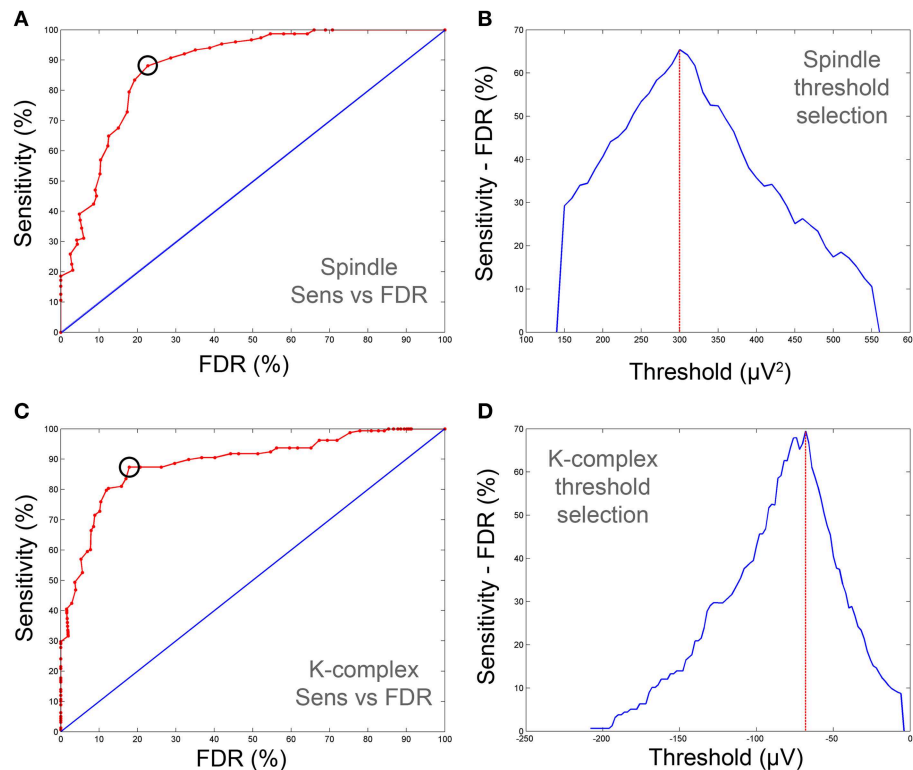 A
Sensitivity (%)
100
90
80
70
60
50
40
30
20
10
0
0 10 20 30 40 50 60 70 80 90 100
FDR (%)
Spindle
Sens vs FDR
B
Sensitivity - FDR (%)
70
60
50
40
30
20
10
0
100 150 200 250 300 350 400 450 500 550 600
Threshold (µV²)
Spindle
threshold
selection
C
Sensitivity (%)
100
90
80
70
60
50
40
30
20
10
0
0 10 20 30 40 50 60 70 80 90 100
FDR (%)
K-complex
Sens vs FDR
D
Sensitivity - FDR (%)
70
60
50
40
30
20
10
0
-250 -200 -150 -100 -50 0
Threshold (µV)
K-complex
threshold
selection